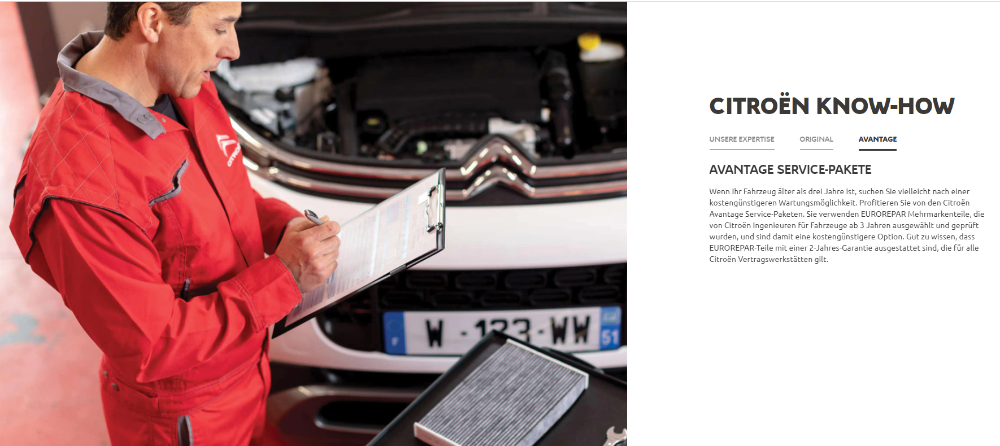 CITROËN KNOW-HOW
UNSERE EXPERTISE ORIGINAL AVANTAGE
AVANTAGE SERVICE-PAKETE
Wenn Ihr Fahrzeug älter als drei Jahre ist, suchen Sie vielleicht nach einer
kostengünstigeren Wartungsmöglichkeit. Profitieren Sie von den Citroën
Avantage Service-Paketen. Sie verwenden EUROREPAR Mehrmarkenteile, die
von Citroën Ingenieuren für Fahrzeuge ab 3 Jahren ausgewählt und geprüft
wurden, und sind damit eine kostengünstigere Option. Gut zu wissen, dass
EUROREPAR-Teile mit einer 2-Jahres-Garantie ausgestattet sind, die für alle
Citroën Vertragswerkstätten gilt.
F W-133-WW 51